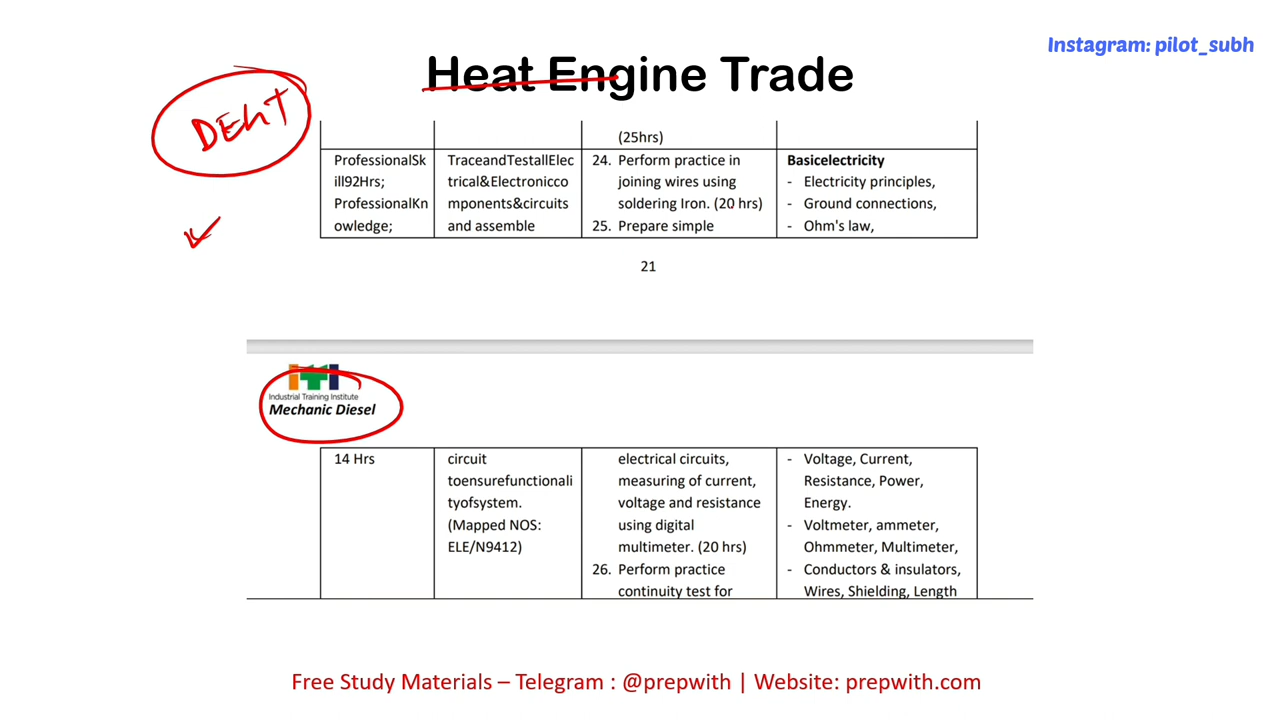 Instagram: pilot_subh
Heat Engine Trade
(25hrs)
ProfessionalSk
ill92Hrs;
ProfessionalKn
owledge;
TraceandTestallElec
trical&Electronicco
mponents&circuits
and assemble
24. Perform practice in
joining wires using
soldering Iron. (20 hrs)
25. Prepare simple
Basicelectricity
- Electricity principles,
- Ground connections,
- Ohm's law,
21
iTI
Industrial Training Institute
Mechanic Diesel
14 Hrs
circuit
toensurefunctionali
tyofsystem.
(Mapped NOS:
ELE/N9412)
electrical circuits,
measuring of current,
voltage and resistance
using digital
multimeter. (20 hrs)
26. Perform practice
continuity test for
- Voltage, Current,
Resistance, Power,
Energy.
- Voltmeter, ammeter,
Ohmmeter, Multimeter,
- Conductors & insulators,
Wires, Shielding, Length
Free Study Materials – Telegram : @prepwith | Website: prepwith.com